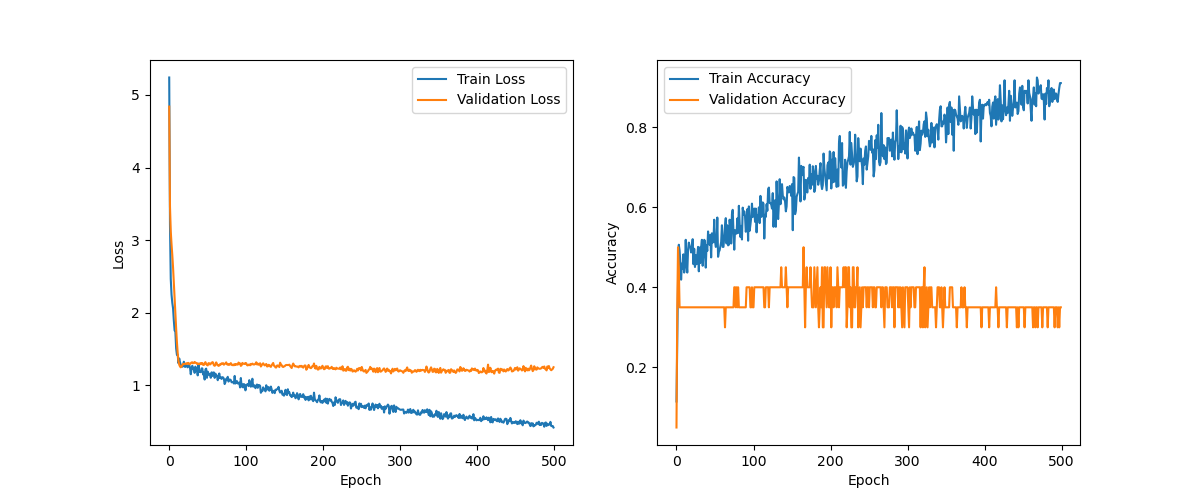 Train Loss
Validation Loss
5
4
3
2
1
Loss
0 100 200 300 400 500
Epoch
Train Accuracy
Validation Accuracy
0.8
0.6
0.4
0.2
Accuracy
0 100 200 300 400 500
Epoch